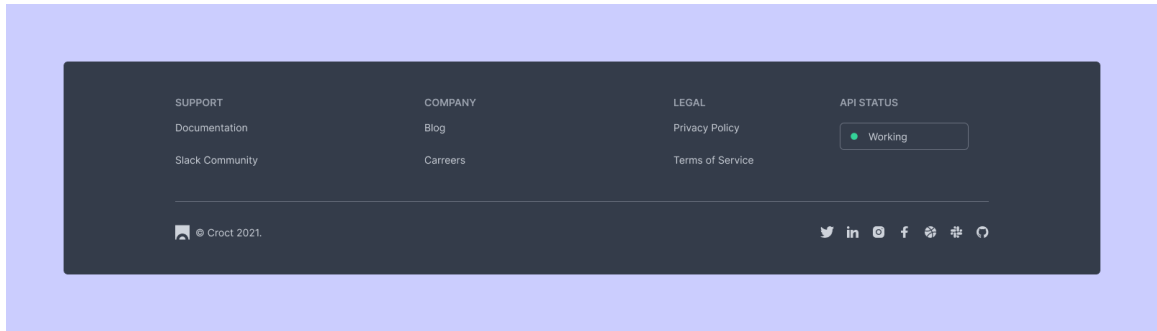 SUPPORT
Documentation
Slack Community
COMPANY
Blog
Carreers
LEGAL
Privacy Policy
Terms of Service
API STATUS
Working
© Croct 2021.